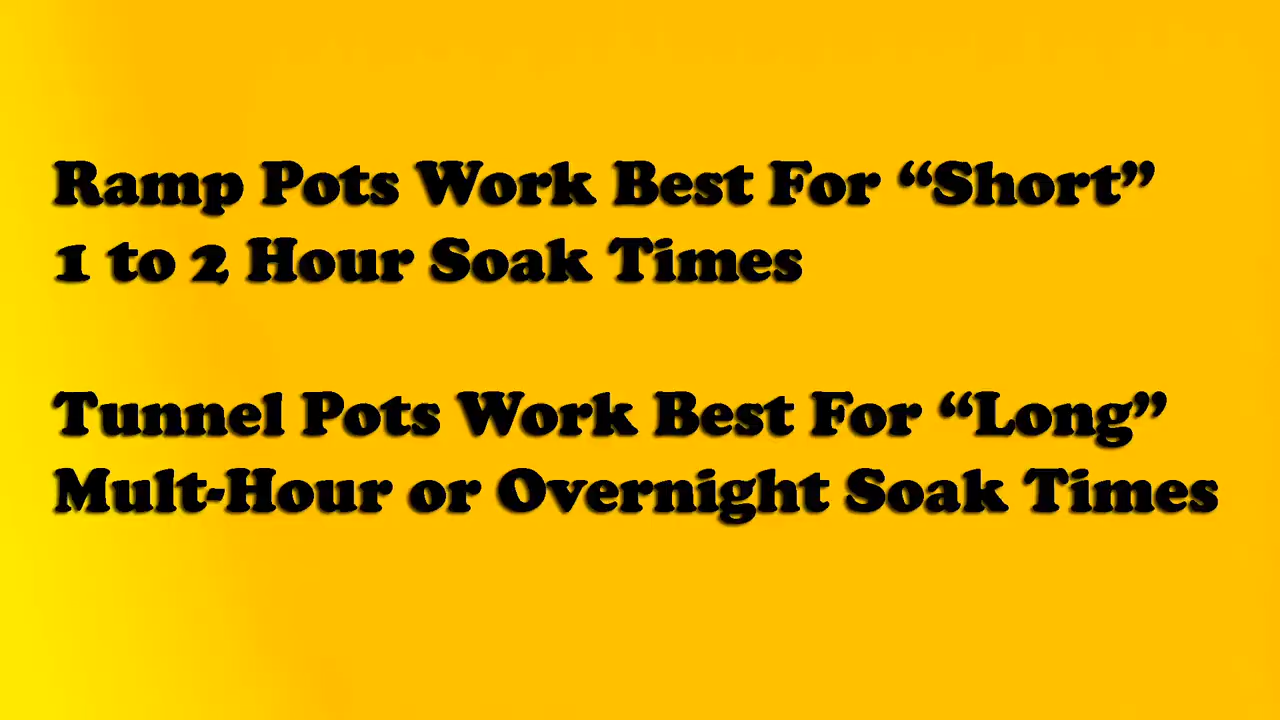 Ramp Pots Work Best For “Short”
1 to 2 Hour Soak Times
Tunnel Pots Work Best For “Long”
Mult-Hour or Overnight Soak Times